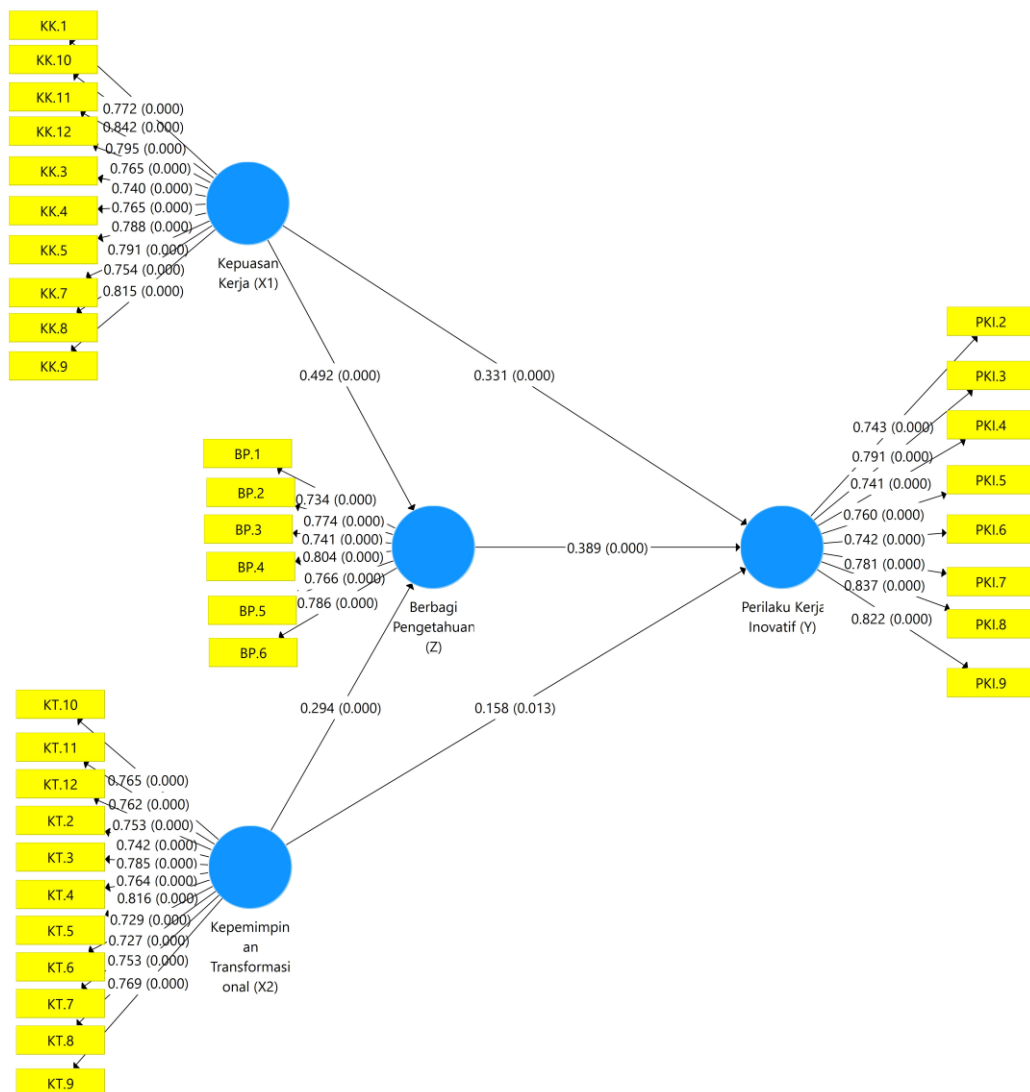 KK.1
KK.10
KK.11
KK.12
KK.3
KK.4
KK.5
KK.7
KK.8
KK.9
0.772 (0.000)
0.842 (0.000)
0.795 (0.000)
0.765 (0.000)
0.740 (0.000)
0.765 (0.000)
0.788 (0.000)
0.791 (0.000)
0.754 (0.000)
0.815 (0.000)
Kepuasan
Kerja (X1)
0.492 (0.000)
0.331 (0.000)
BP.1
BP.2
BP.3
BP.4
BP.5
BP.6
0.734 (0.000)
0.774 (0.000)
0.741 (0.000)
0.804 (0.000)
0.766 (0.000)
0.786 (0.000)
Berbagi
Pengetahuan
(Z)
0.389 (0.000)
PKI.2
PKI.3
PKI.4
PKI.5
PKI.6
PKI.7
PKI.8
PKI.9
0.743 (0.000)
0.791 (0.000)
0.741 (0.000)
0.760 (0.000)
0.742 (0.000)
0.781 (0.000)
0.837 (0.000)
0.822 (0.000)
Perilaku Kerja
Inovatif (Y)
0.294 (0.000)
0.158 (0.013)
KT.10
KT.11
KT.12
KT.2
KT.3
KT.4
KT.5
KT.6
KT.7
KT.8
KT.9
0.765 (0.000)
0.762 (0.000)
0.753 (0.000)
0.742 (0.000)
0.785 (0.000)
0.764 (0.000)
0.816 (0.000)
0.729 (0.000)
0.727 (0.000)
0.753 (0.000)
0.769 (0.000)
Kepemimpin
an
Transformasi
onal (X2)